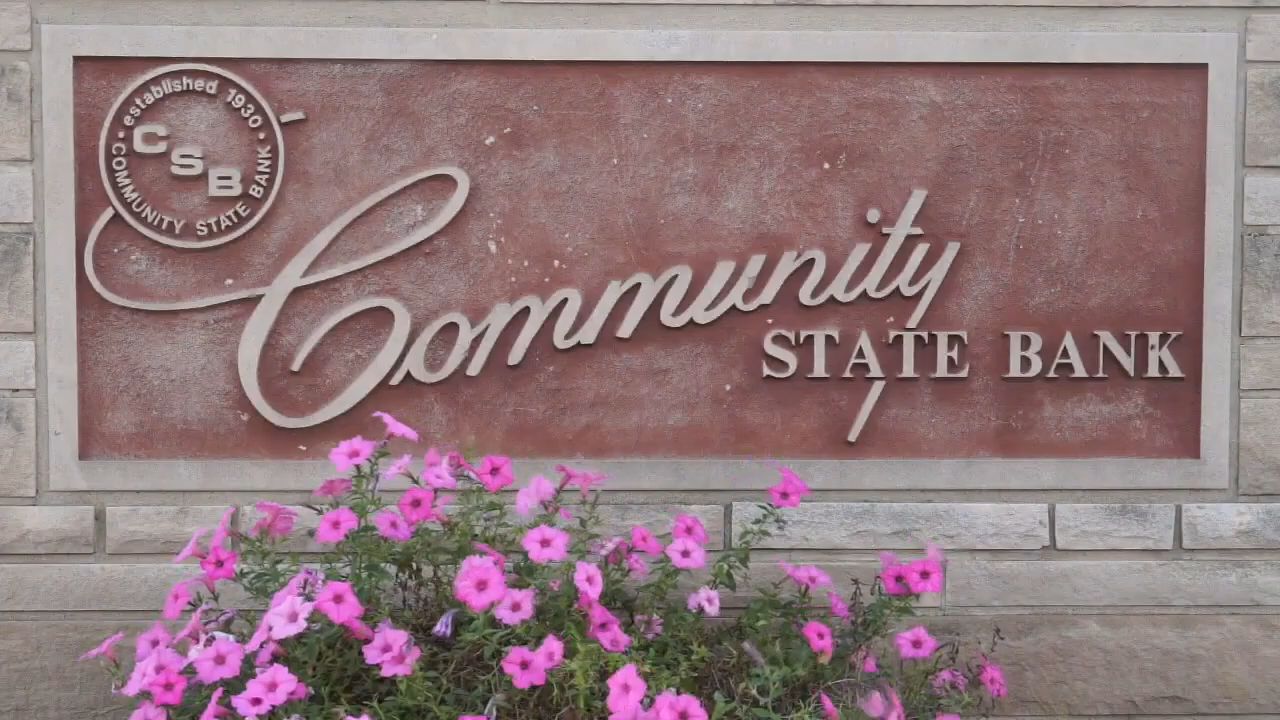 established 1930
CSB
COMMUNITY STATE BANK
Community
STATE BANK